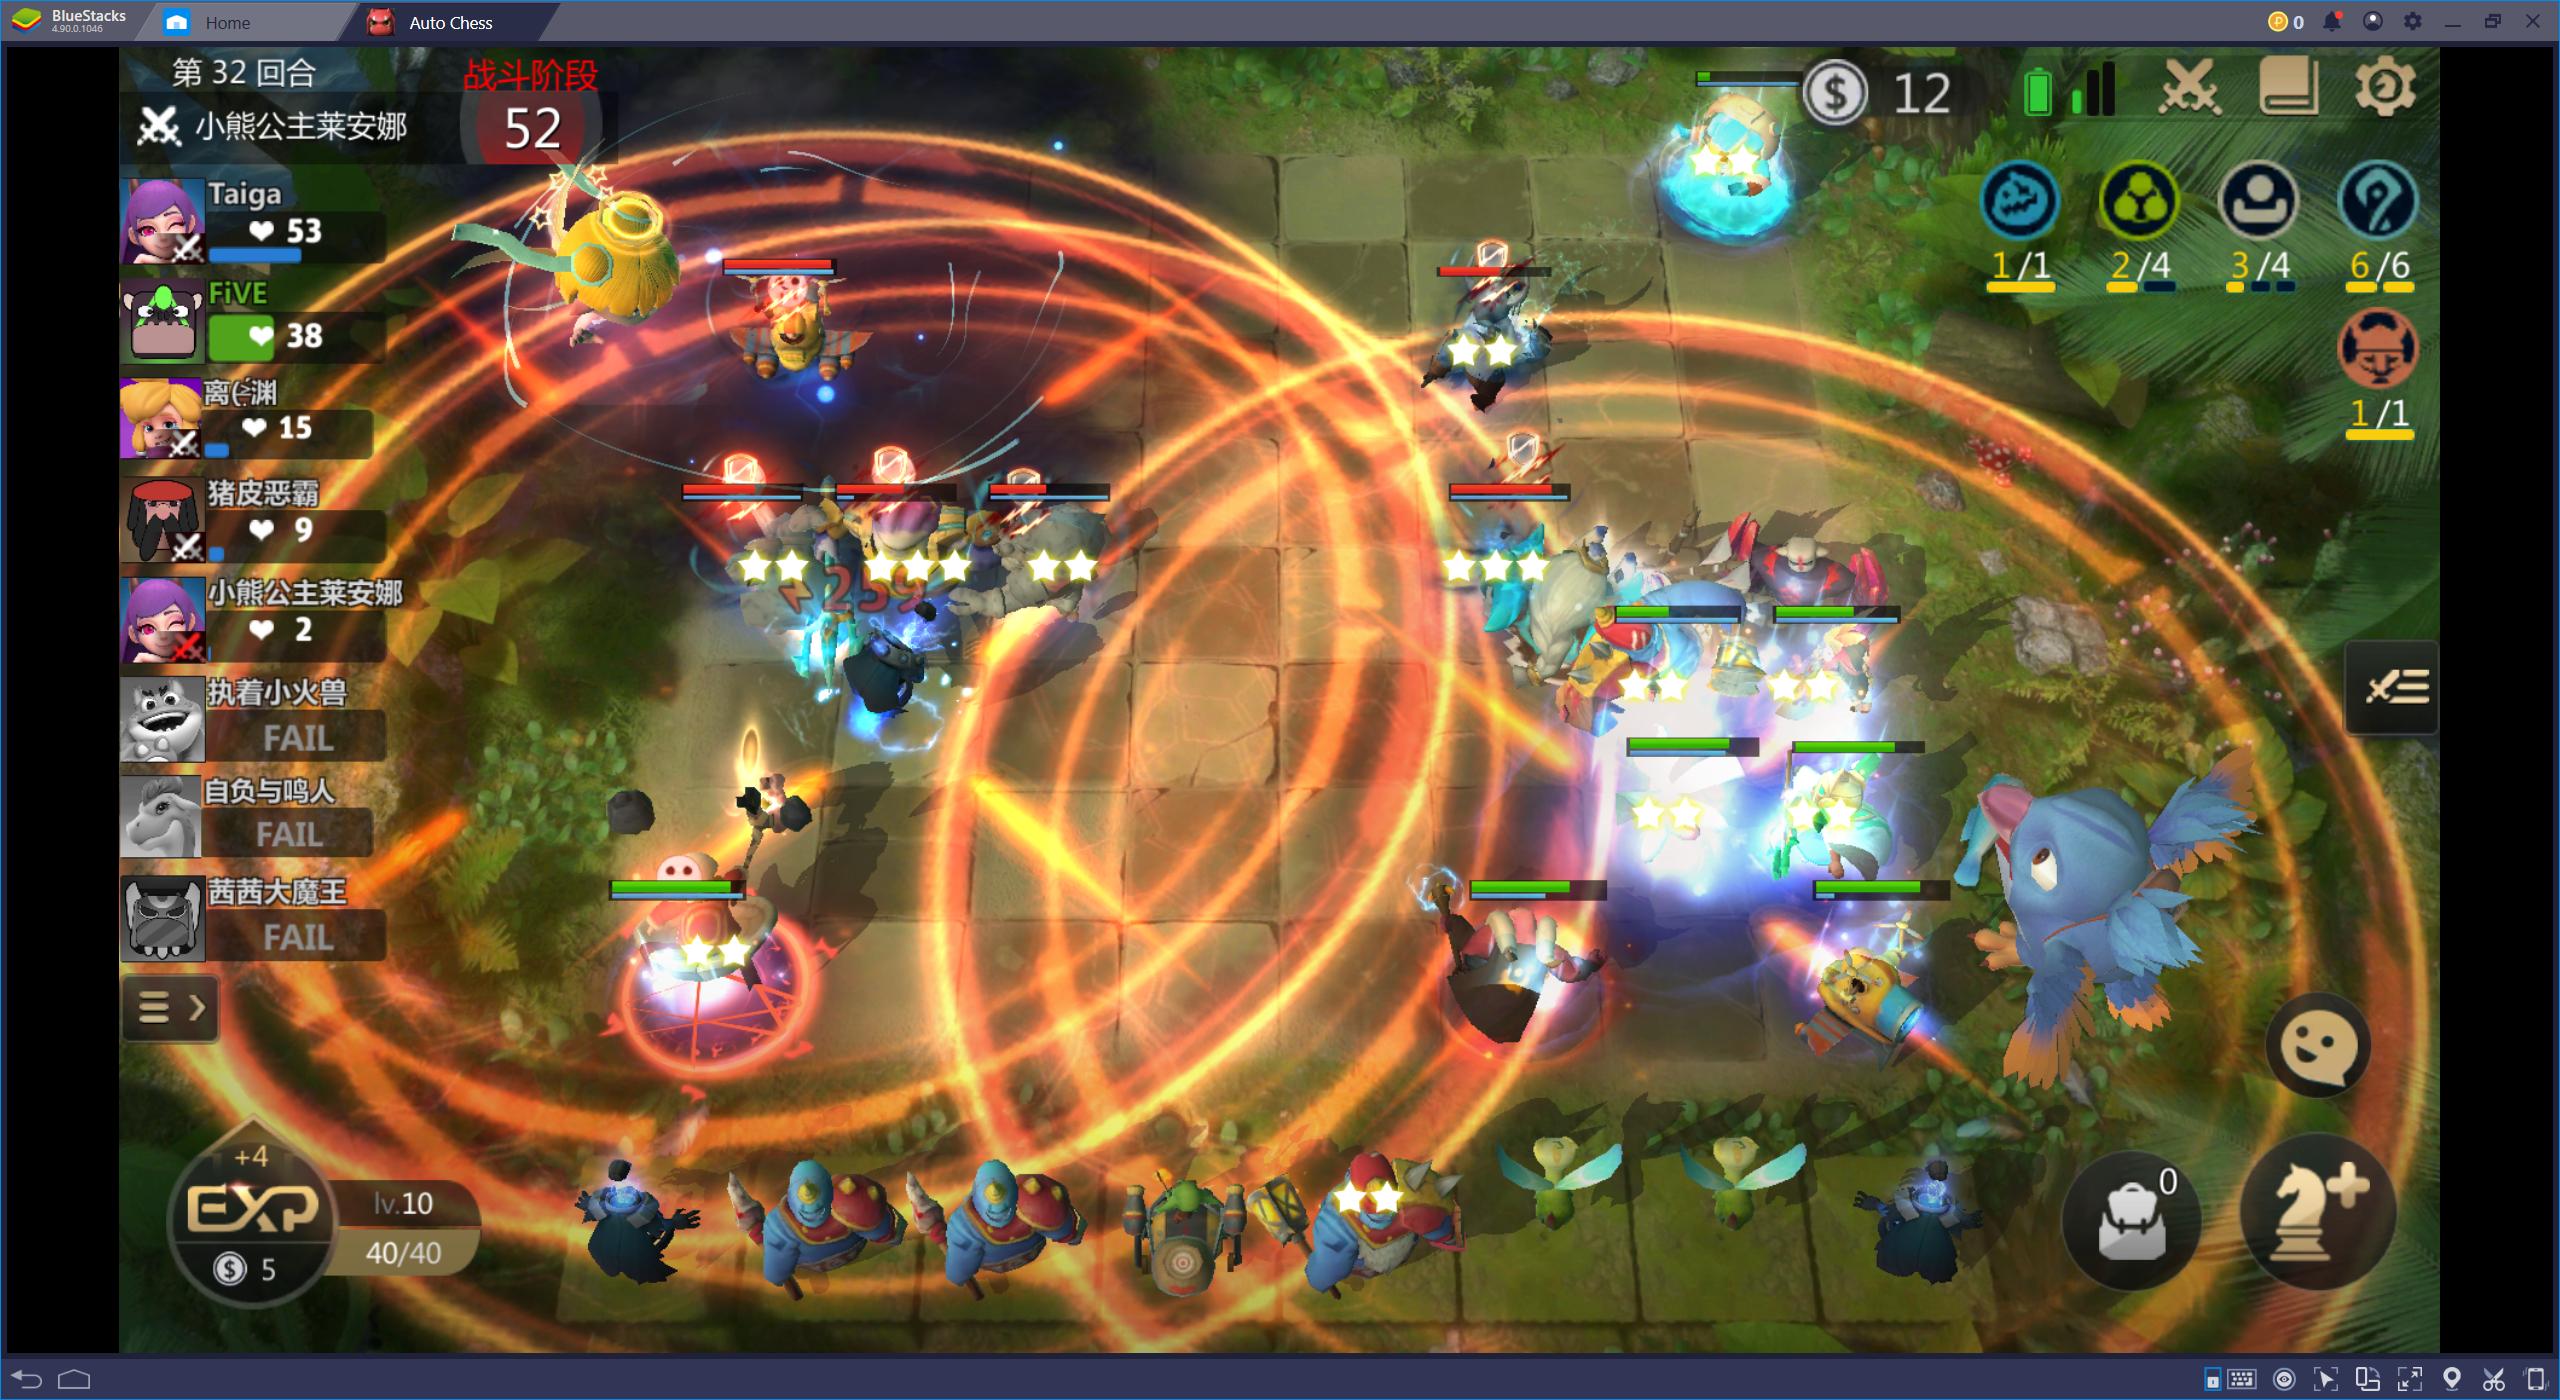 BlueStacks
4.90.0.1046
Home
Auto Chess
0
第 32 回合
战斗阶段
52
小熊公主莱安娜
12
Taiga
53
FiVE
38
15
猪皮恶霸
9
小熊公主莱安娜
2
执着小火兽
FAIL
自负与鸣人
FAIL
茜茜大魔王
FAIL
1/1
2/4
3/4
6/6
1/1
259
+4
EXP
5
lv.10
40/40
0